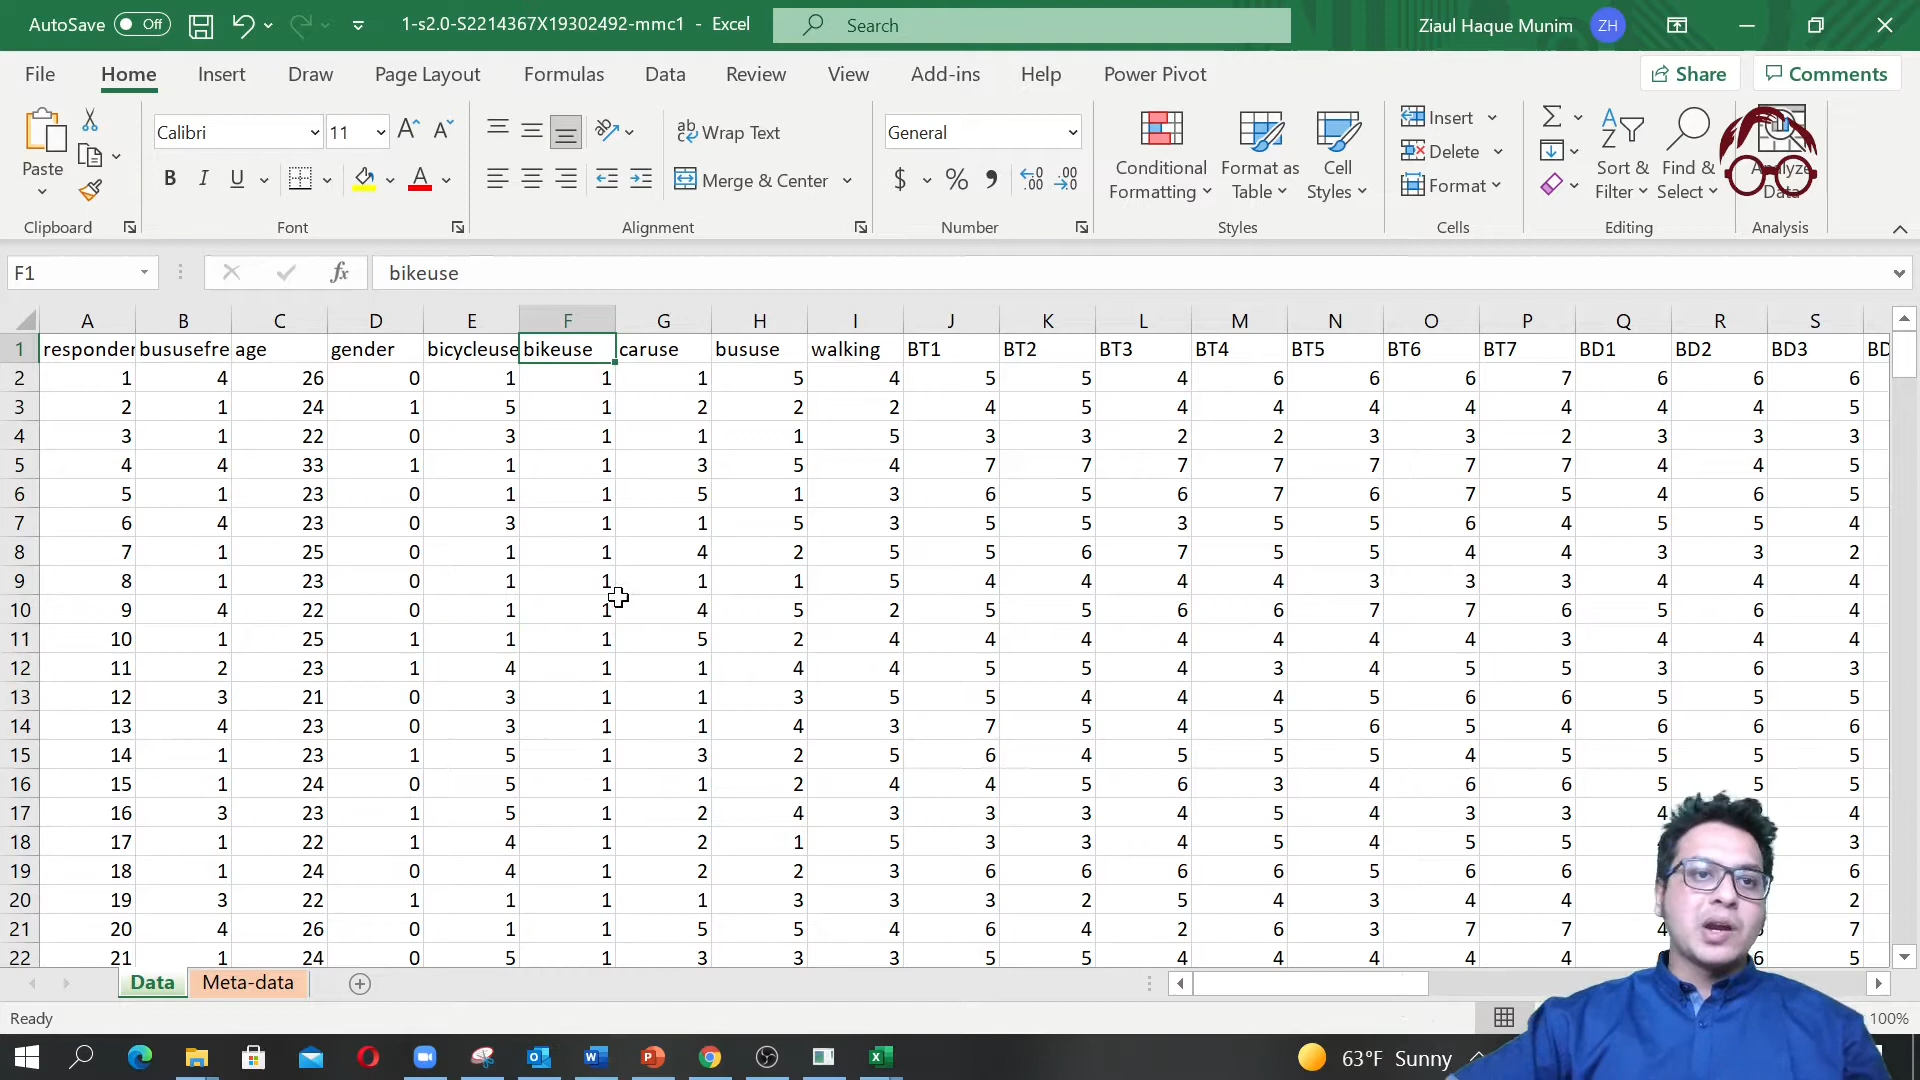 AutoSave Off 1-s2.0-S2214367X19302492-mmc1 - Excel Search Ziaul Haque Munim ZH
File Home Insert Draw Page Layout Formulas Data Review View Add-ins Help Power Pivot Share Comments
Calibri 11 ab Wrap Text General Insert
Paste Conditional Formatting Format as Table Cell Styles Delete Sort & Filter Find & Select Analyze Data
B I U A Merge & Center $ % Format
Clipboard Font Alignment Number Styles Cells Editing Analysis
F1 fx bikeuse
A B C D E F G H I J K L M N O P Q R S
1 responder bususefre age gender bicycleuse bikeuse caruse bususe walking BT1 BT2 BT3 BT4 BT5 BT6 BT7 BD1 BD2 BD3 BD
2 1 4 26 0 1 1 1 5 4 5 5 4 6 6 6 7 6 6 6
3 2 1 24 1 5 1 2 2 2 4 5 4 4 4 4 4 4 4 5
4 3 1 22 0 3 1 1 1 5 3 3 2 2 3 3 2 3 3 3
5 4 4 33 1 1 1 3 5 4 7 7 7 7 7 7 7 4 4 5
6 5 1 23 0 1 1 5 1 3 6 5 6 7 6 7 5 4 6 5
7 6 4 23 0 3 1 1 5 3 5 5 3 5 5 6 4 5 5 4
8 7 1 25 0 1 1 4 2 5 5 6 7 5 5 4 4 3 3 2
9 8 1 23 0 1 1 1 1 5 4 4 4 4 3 3 3 4 4 4
10 9 4 22 0 1 1 4 5 2 5 5 6 6 7 7 6 5 6 4
11 10 1 25 1 1 1 5 2 4 4 4 4 4 4 4 3 4 4 4
12 11 2 23 1 4 1 1 4 4 5 5 4 3 4 5 5 3 6 3
13 12 3 21 0 3 1 1 3 5 5 4 4 4 5 6 6 5 5 5
14 13 4 23 0 3 1 1 4 3 7 5 4 5 6 5 4 6 6 6
15 14 1 23 1 5 1 3 2 5 6 4 5 5 5 4 5 5 5 5
16 15 1 24 0 5 1 1 2 4 4 5 6 3 4 6 6 5 5 5
17 16 3 23 1 5 1 2 4 3 3 3 4 5 4 3 3 4 4
18 17 1 22 1 4 1 2 1 5 3 3 4 5 4 5 5 3
19 18 1 24 0 4 1 2 2 3 6 6 6 6 5 6 6 6
20 19 3 22 1 1 1 1 3 3 3 2 5 4 3 4 4 2
21 20 4 26 0 1 1 5 5 4 6 4 2 6 3 7 7 4 7
22 21 1 24 0 5 1 3 3 3 5 5 4 4 4 4 4 6 5
Data Meta-data
Ready 100%
63°F Sunny